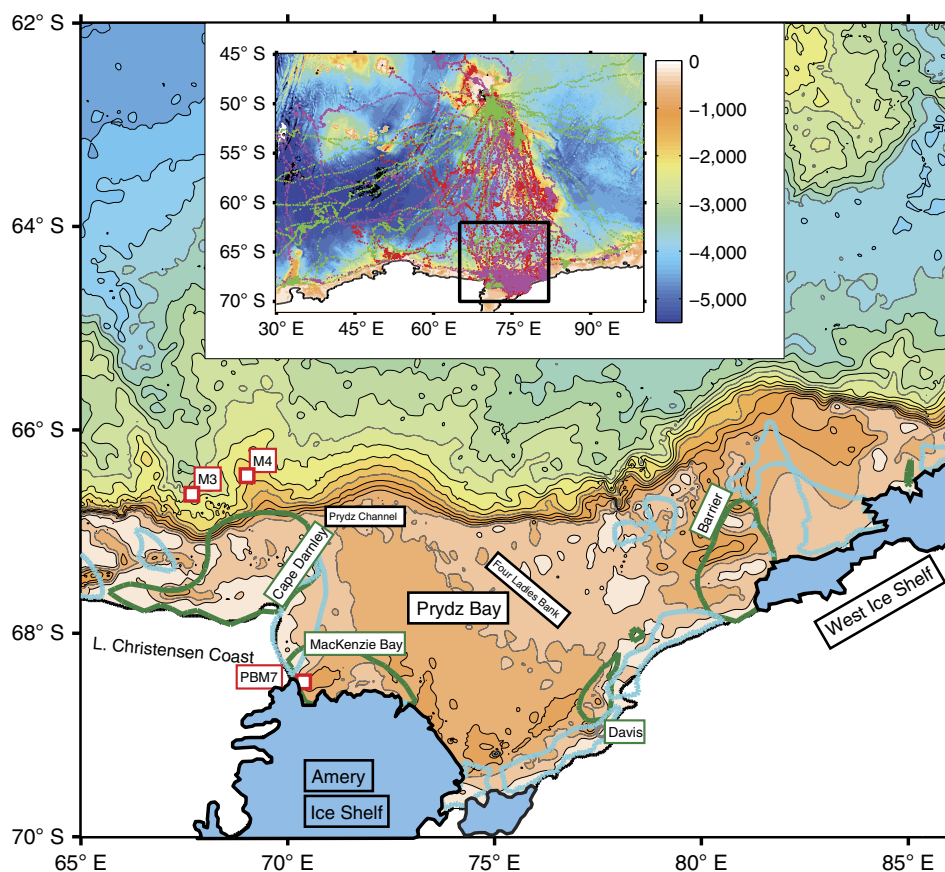 62° S
64° S
66° S
68° S
70° S
65° E
70° E
75° E
80° E
85° E
45° S
50° S
55° S
60° S
65° S
70° S
30° E
45° E
60° E
75° E
90° E
0
−1,000
−2,000
−3,000
−4,000
−5,000
M4
M3
Prydz Channel
Barrier
Cape Darnley
Four Ladies Bank
Prydz Bay
West Ice Shelf
L. Christensen Coast
MacKenzie Bay
PBM7
Davis
Amery
Ice Shelf